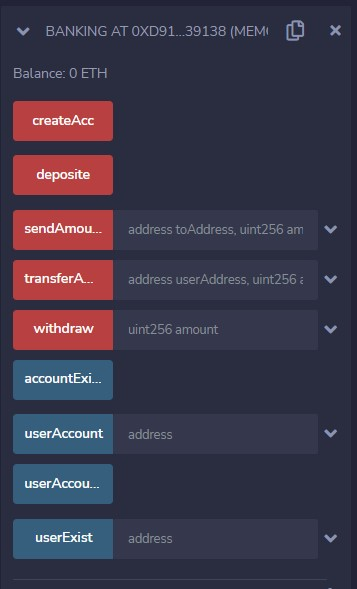 BANKING AT 0XD91...39138 (MEMO
Balance: 0 ETH
createAcc
deposite
sendAmou... address toAddress, uint256 am
transferA... address userAddress, uint256 a
withdraw uint256 amount
accountExi...
userAccount address
userAccou...
userExist address